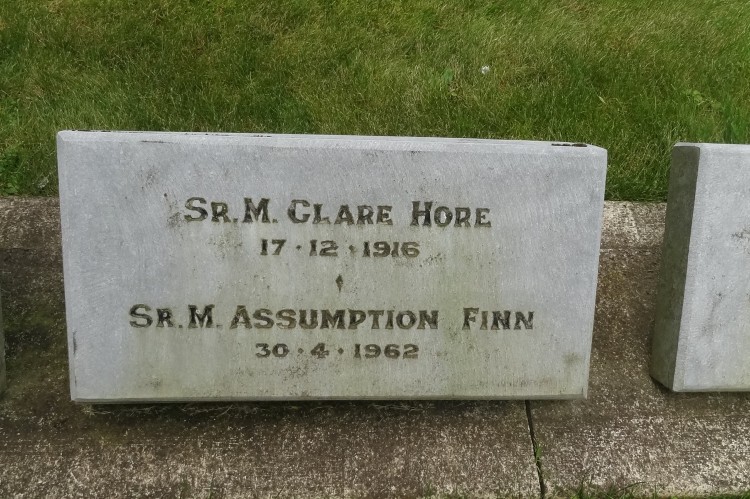 Sr. M. Clare Hore
17 · 12 · 1916
Sr. M. Assumption Finn
30 · 4 · 1962